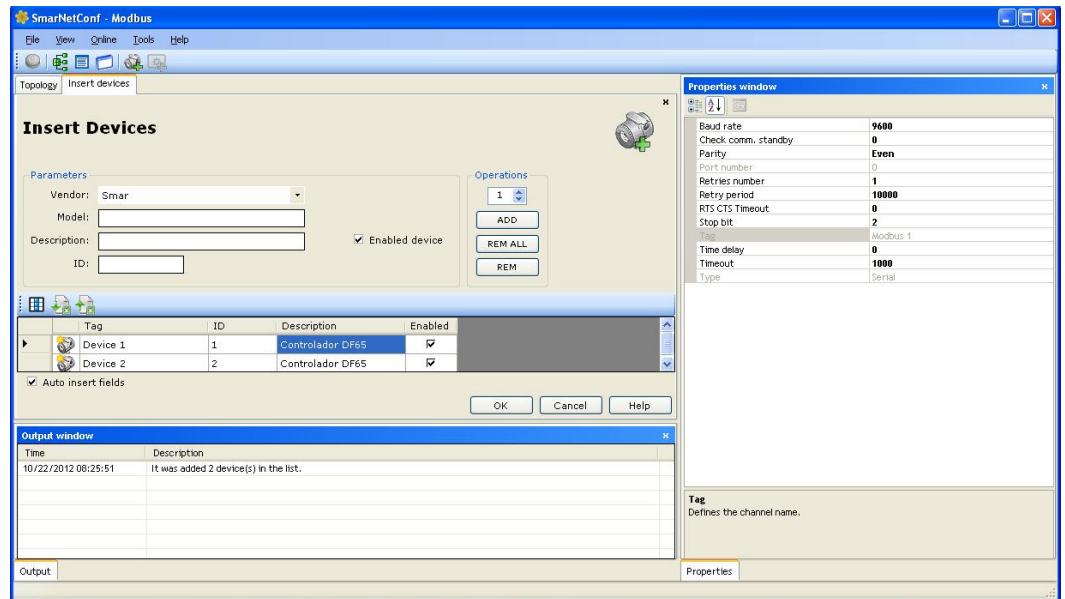 SmarNetConf - Modbus
File View Online Tools Help
Topology Insert devices
Insert Devices
Parameters
Vendor: Smar
Model:
Description:
Enabled device
ID:
Operations
1
ADD
REM ALL
REM
Tag ID Description Enabled
Device 1 1 Controlador DF65
Device 2 2 Controlador DF65
Auto insert fields
OK Cancel Help
Output window
Time Description
10/22/2012 08:25:51 It was added 2 device(s) in the list.
Output
Properties window
Baud rate 9600
Check comm. standby 0
Parity Even
Port number 0
Retries number 1
Retry period 10000
RTS CTS Timeout 0
Stop bit 2
Tag Modbus 1
Time delay 0
Timeout 1000
Type Serial
Tag
Defines the channel name.
Properties